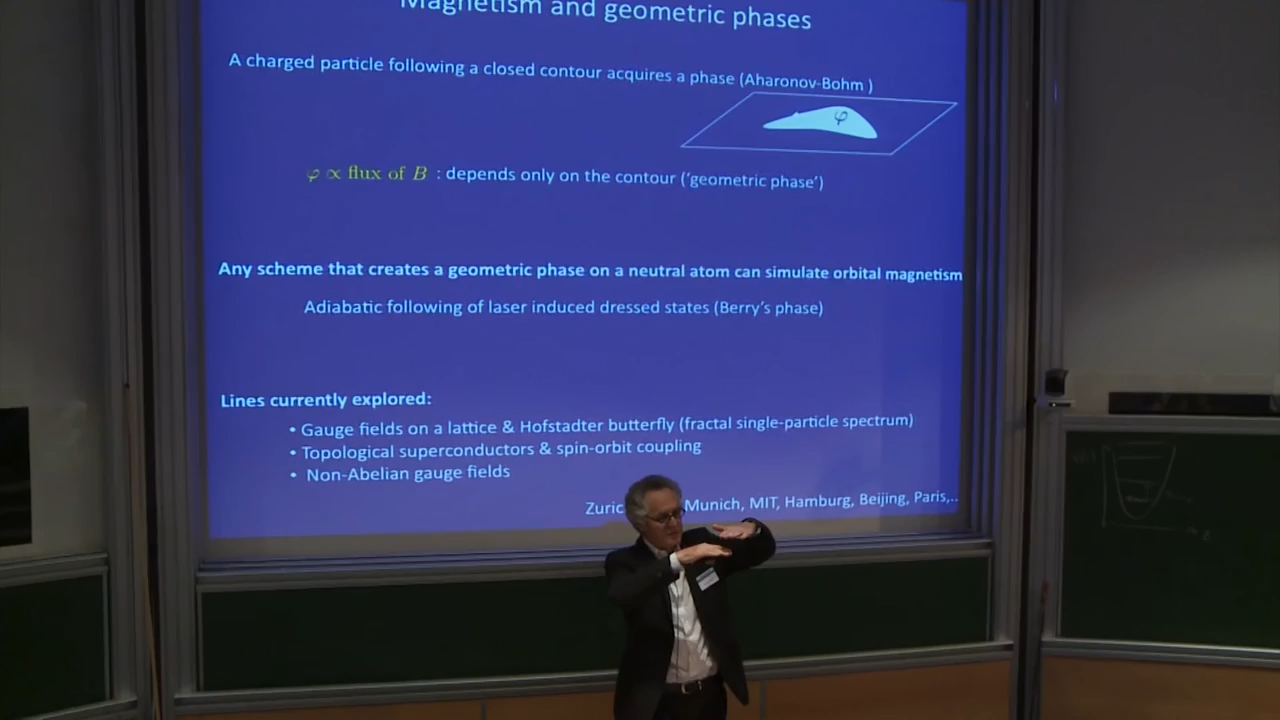 Magnetism and geometric phases
A charged particle following a closed contour acquires a phase (Aharonov-Bohm )
φ
φ ∝ flux of B : depends only on the contour ('geometric phase')
Any scheme that creates a geometric phase on a neutral atom can simulate orbital magnetism
Adiabatic following of laser induced dressed states (Berry's phase)
Lines currently explored:
• Gauge fields on a lattice & Hofstadter butterfly (fractal single-particle spectrum)
• Topological superconductors & spin-orbit coupling
• Non-Abelian gauge fields
Zuric Munich, MIT, Hamburg, Beijing, Paris,..